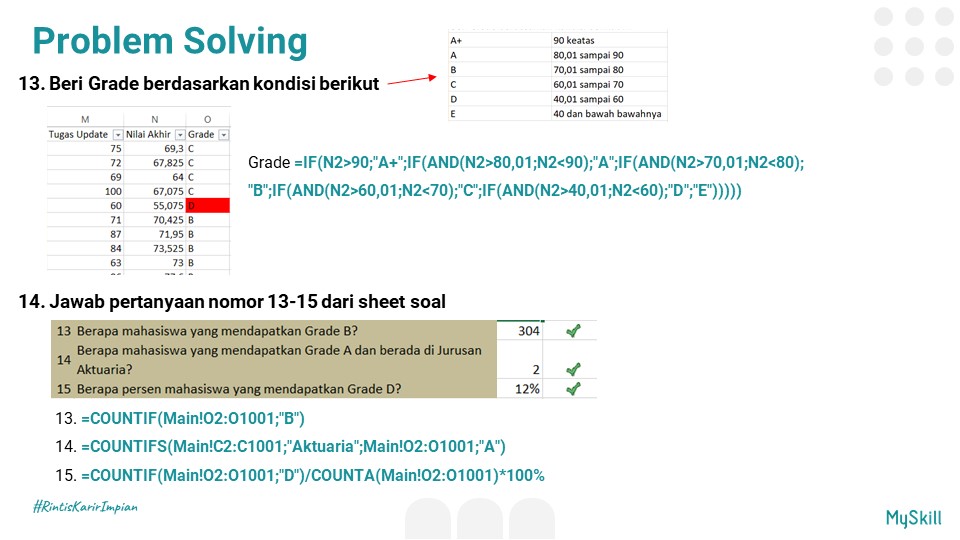 Problem Solving
A+ 90 keatas
A 80,01 sampai 90
B 70,01 sampai 80
C 60,01 sampai 70
D 40,01 sampai 60
E 40 dan bawah bawahnya
13. Beri Grade berdasarkan kondisi berikut
M N O
Tugas Update Nilai Akhir Grade
75 69,3 C
72 67,825 C
69 64 C
100 67,075 C
60 55,075 D
71 70,425 B
87 71,95 B
84 73,525 B
63 73 B
Grade =IF(N2>90;"A+";IF(AND(N2>80,01;N2<90);"A";IF(AND(N2>70,01;N2<80);
"B";IF(AND(N2>60,01;N2<70);"C";IF(AND(N2>40,01;N2<60);"D";"E")))))
14. Jawab pertanyaan nomor 13-15 dari sheet soal
13 Berapa mahasiswa yang mendapatkan Grade B? 304
14 Berapa mahasiswa yang mendapatkan Grade A dan berada di Jurusan
Aktuaria? 2
15 Berapa persen mahasiswa yang mendapatkan Grade D? 12%
13. =COUNTIF(Main!O2:O1001;"B")
14. =COUNTIFS(Main!C2:C1001;"Aktuaria";Main!O2:O1001;"A")
15. =COUNTIF(Main!O2:O1001;"D")/COUNTA(Main!O2:O1001)*100%
#RintisKarirImpian
MySkill